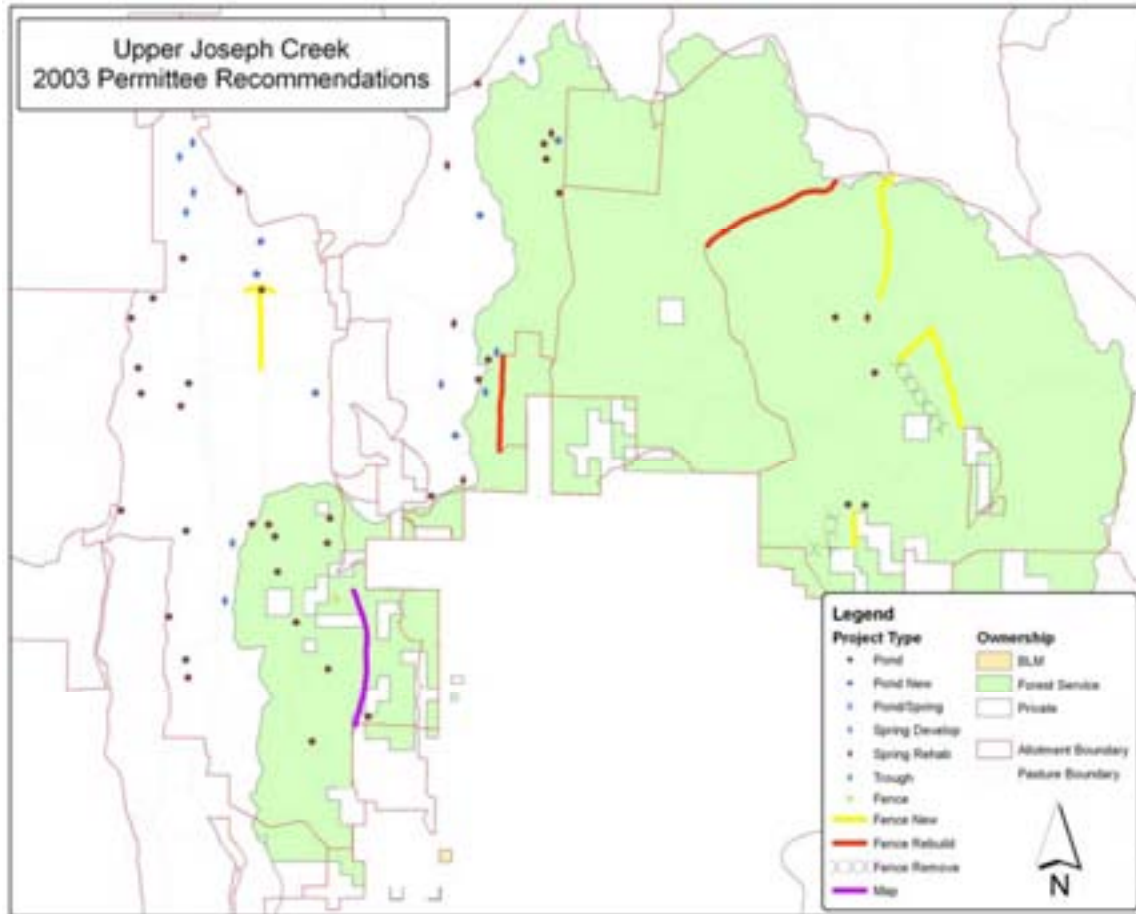 Upper Joseph Creek
2003 Permittee Recommendations
Legend
Project Type
Pond
Pond New
Pond/Spring
Spring Develop
Spring Rehab
Trough
Fence
Fence New
Fence Rebuild
Fence Remove
Map
Ownership
BLM
Forest Service
Private
Allotment Boundary
Pasture Boundary
N